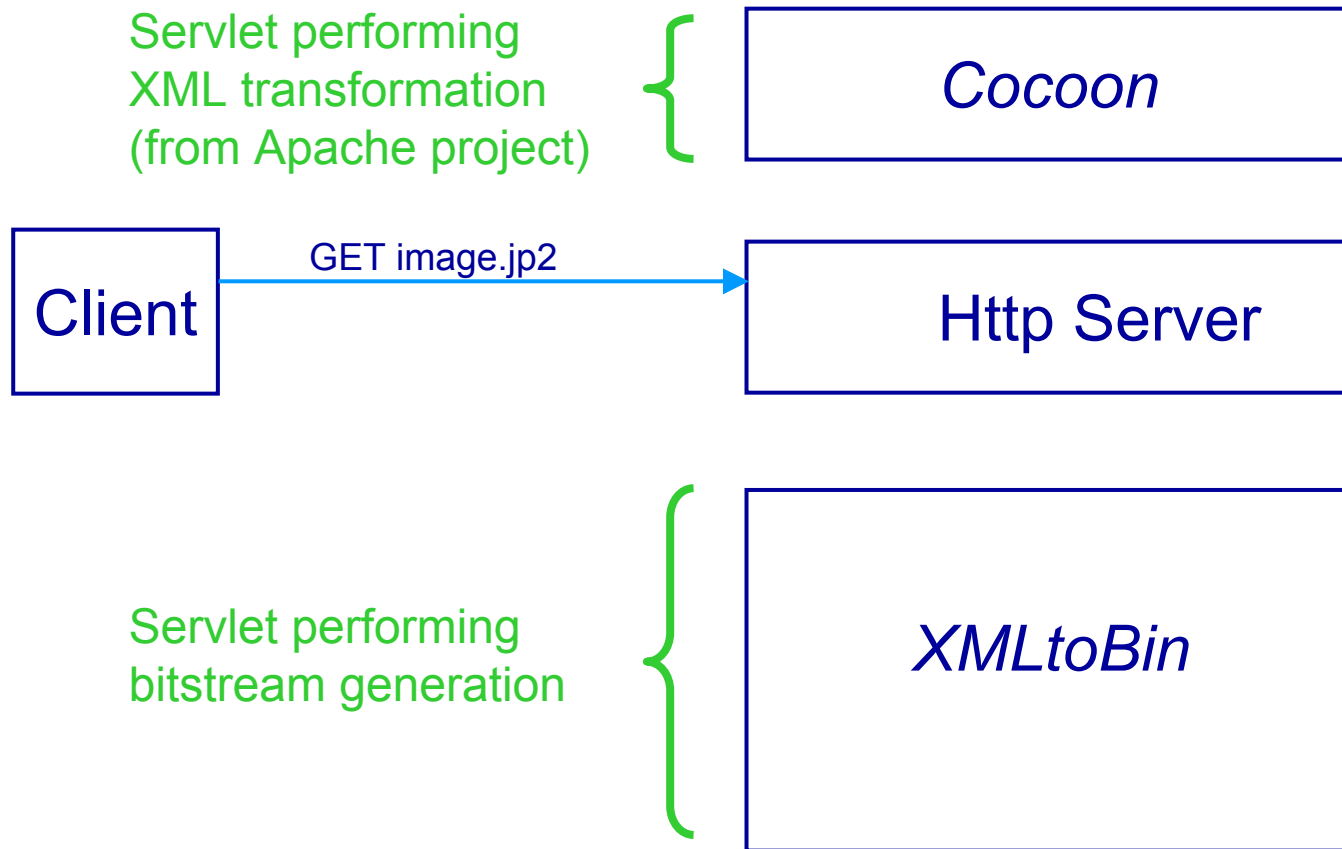 Servlet performing
XML transformation
(from Apache project)
Cocoon
GET image.jp2
Client
Http Server
Servlet performing
bitstream generation
XMLtoBin